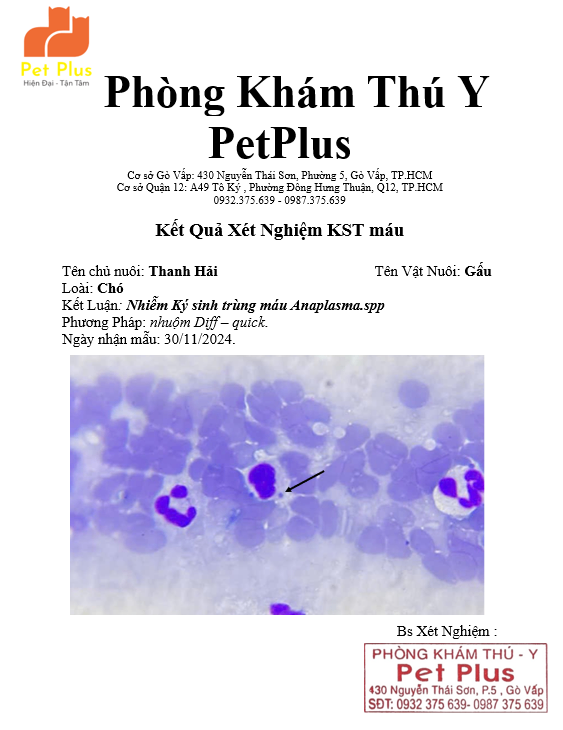 Pet Plus
Hiện Đại - Tận Tâm
Phòng Khám Thú Y
PetPlus
Cơ sở Gò Vấp: 430 Nguyễn Thái Sơn, Phường 5, Gò Vấp, TP.HCM
Cơ sở Quận 12: A49 Tô Ký , Phường Đông Hưng Thuận, Q12, TP.HCM
0932.375.639 - 0987.375.639
Kết Quả Xét Nghiệm KST máu
Tên chủ nuôi: Thanh Hải Tên Vật Nuôi: Gấu
Loài: Chó
Kết Luận: Nhiễm Ký sinh trùng máu Anaplasma.spp
Phương Pháp: nhuộm Diff – quick.
Ngày nhận mẫu: 30/11/2024.
Bs Xét Nghiệm :
PHÒNG KHÁM THÚ - Y
Pet Plus
430 Nguyễn Thái Sơn, P.5 , Gò Vấp
SĐT: 0932 375 639- 0987 375 639